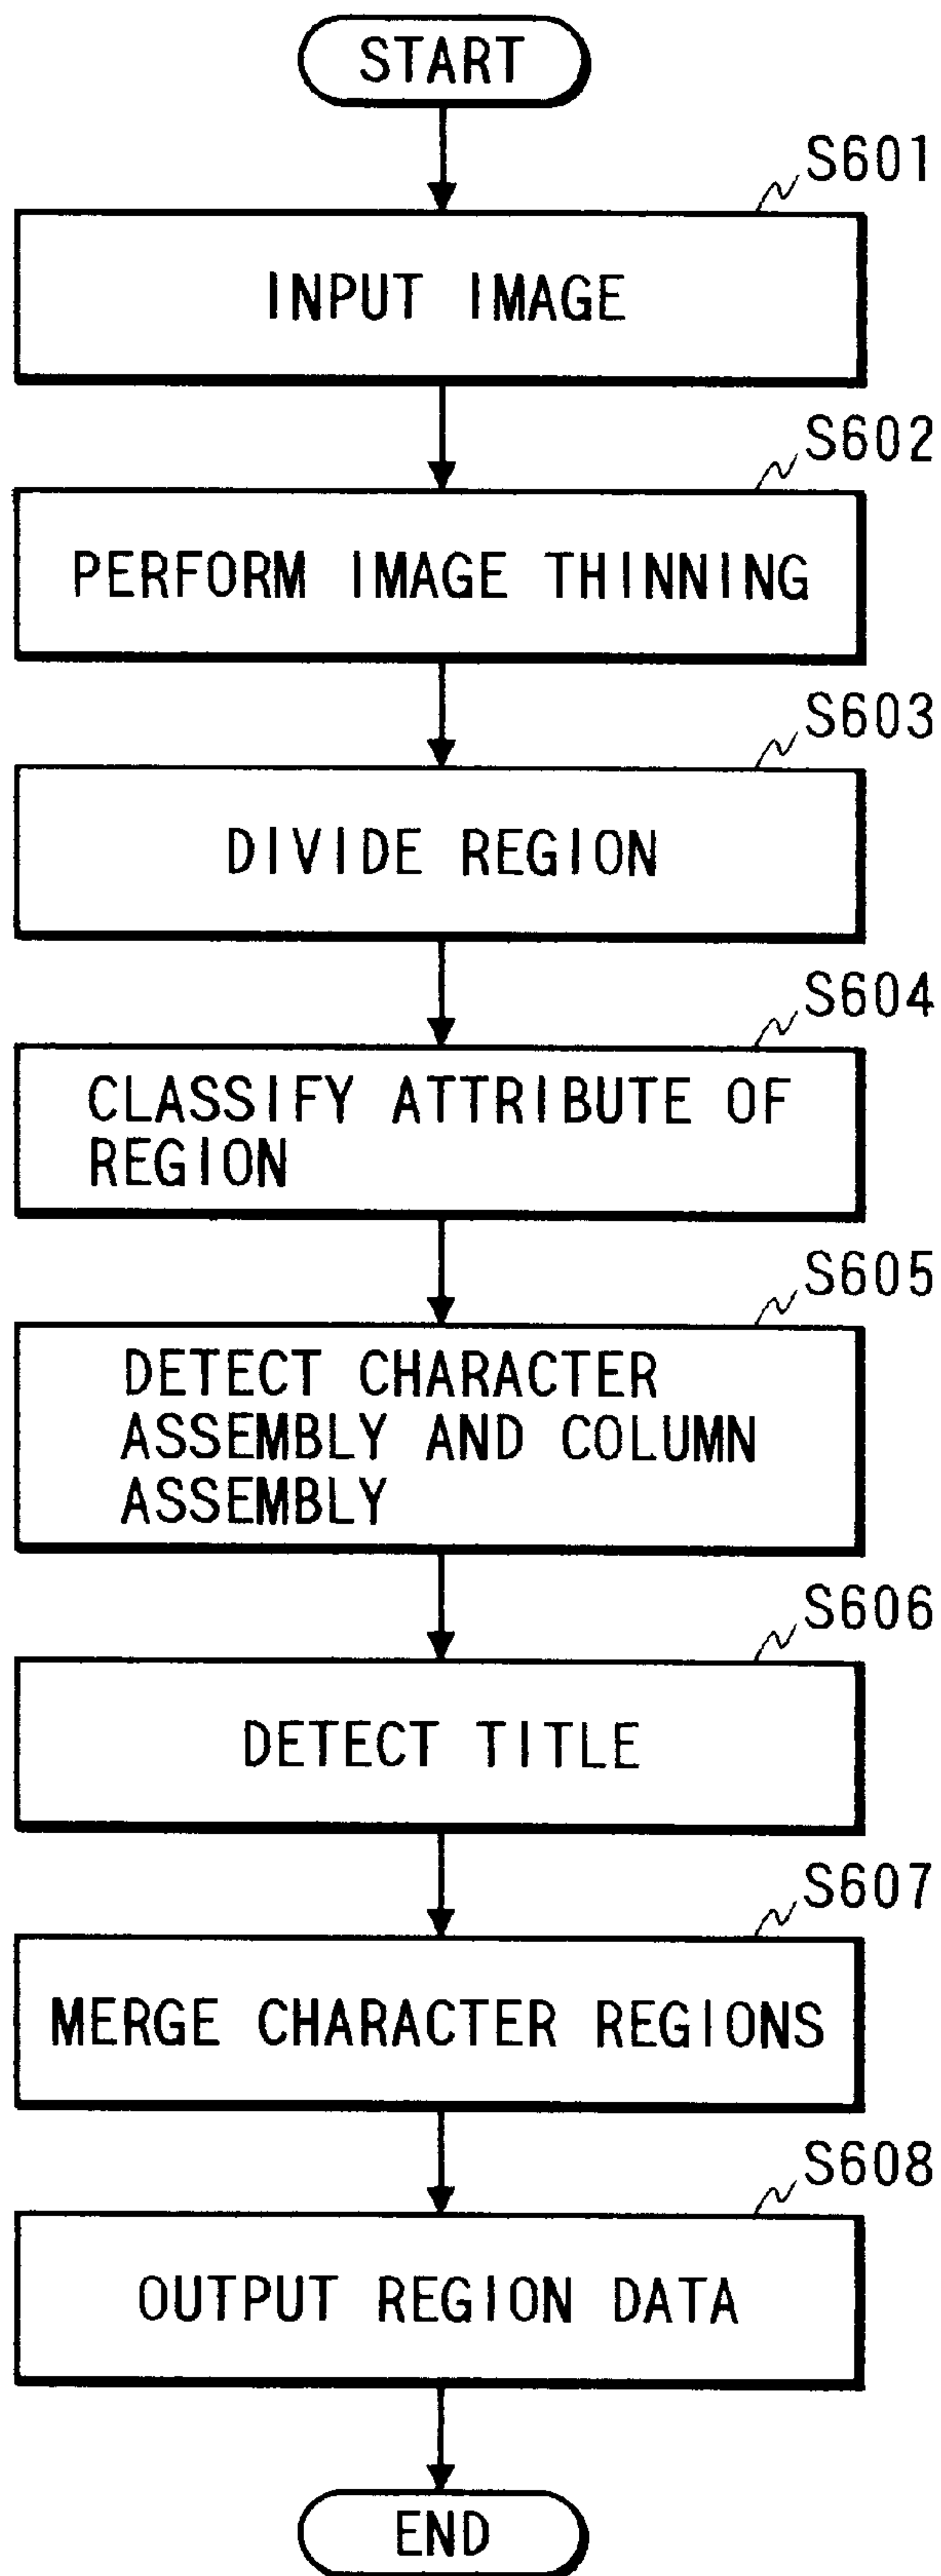 START
S601
INPUT IMAGE
S602
PERFORM IMAGE THINNING
S603
DIVIDE REGION
S604
CLASSIFY ATTRIBUTE OF
REGION
S605
DETECT CHARACTER
ASSEMBLY AND COLUMN
ASSEMBLY
S606
DETECT TITLE
S607
MERGE CHARACTER REGIONS
S608
OUTPUT REGION DATA
END